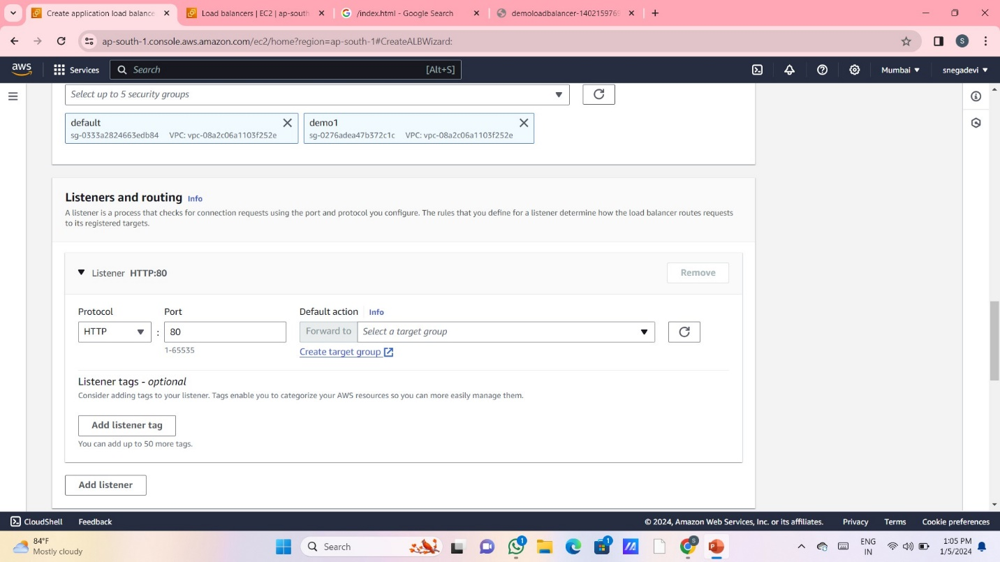 Create application load balance
Load balancers | EC2 | ap-south
/index.html - Google Search
demoloadbalancer-1402159769
ap-south-1.console.aws.amazon.com/ec2/home?region=ap-south-1#CreateALBWizard:
S
aws
Services
Search
[Alt+S]
Mumbai
snegadevi
Select up to 5 security groups
default
sg-0333a2824663edb84 VPC: vpc-08a2c06a1103f252e
demo1
sg-0276adea47b372c1c VPC: vpc-08a2c06a1103f252e
Listeners and routing Info
A listener is a process that checks for connection requests using the port and protocol you configure. The rules that you define for a listener determine how the load balancer routes requests
to its registered targets.
Listener HTTP:80
Remove
Protocol
Port
Default action Info
HTTP
:
80
Forward to
Select a target group
1-65535
Create target group
Listener tags - optional
Consider adding tags to your listener. Tags enable you to categorize your AWS resources so you can more easily manage them.
Add listener tag
You can add up to 50 more tags.
Add listener
CloudShell
Feedback
© 2024, Amazon Web Services, Inc. or its affiliates.
Privacy
Terms
Cookie preferences
84°F
Mostly cloudy
Search
1
1
S
ENG
IN
1:05 PM
1/5/2024